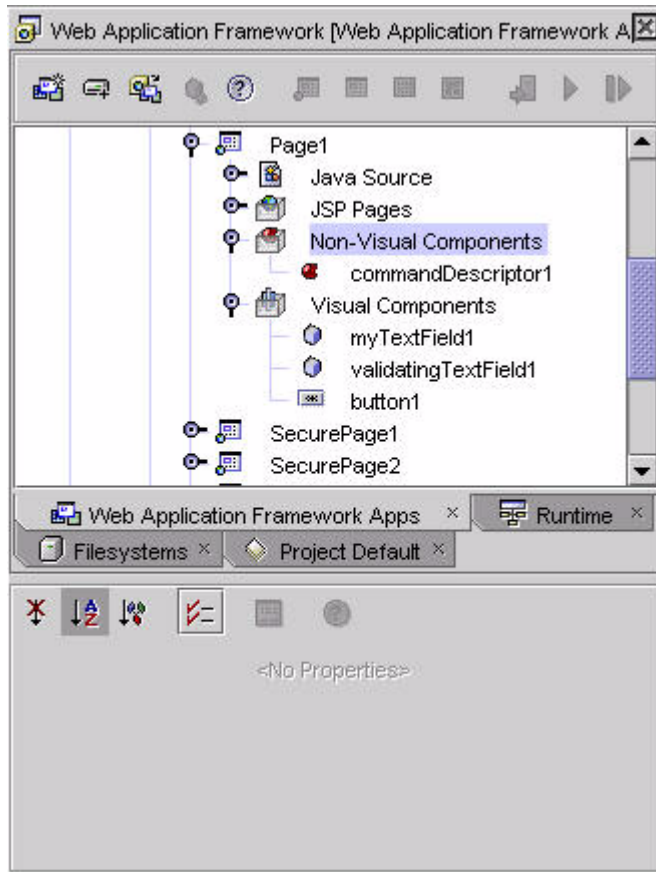 Web Application Framework [Web Application Framework A
Page1
Java Source
JSP Pages
Non-Visual Components
commandDescriptor1
Visual Components
myTextField1
validatingTextField1
button1
SecurePage1
SecurePage2
Web Application Framework Apps
Runtime
Filesystems
Project Default
<No Properties>